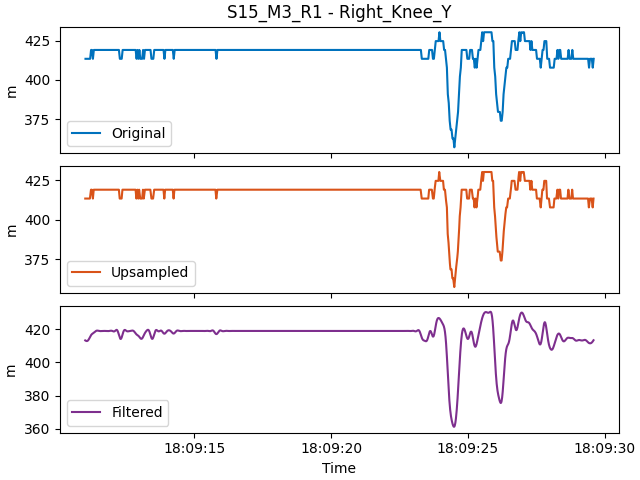 S15_M3_R1 - Right_Knee_Y
425
400
375
m
Original
425
400
375
m
Upsampled
420
400
380
360
m
Filtered
18:09:15
18:09:20
18:09:25
18:09:30
Time